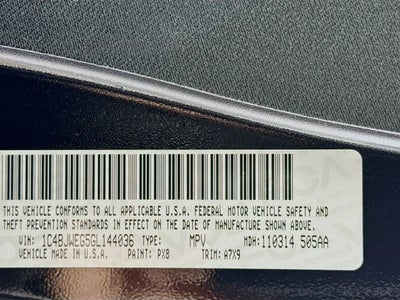 THIS VEHICLE CONFORMS TO ALL APPLICABLE U.S.A. FEDERAL MOTOR VEHICLE SAFETY AND
THEFT PREVENTION STANDARDS IN EFFECT ON THE DATE OF MANUFACTURE SHOWN ABOVE.
VIN: 1C4BJWEG5GL144036 TYPE: MPV MDH: 110314 505AA
VEHICLE MADE IN U.S.A. PAINT: PX8 TRIM: A7X9